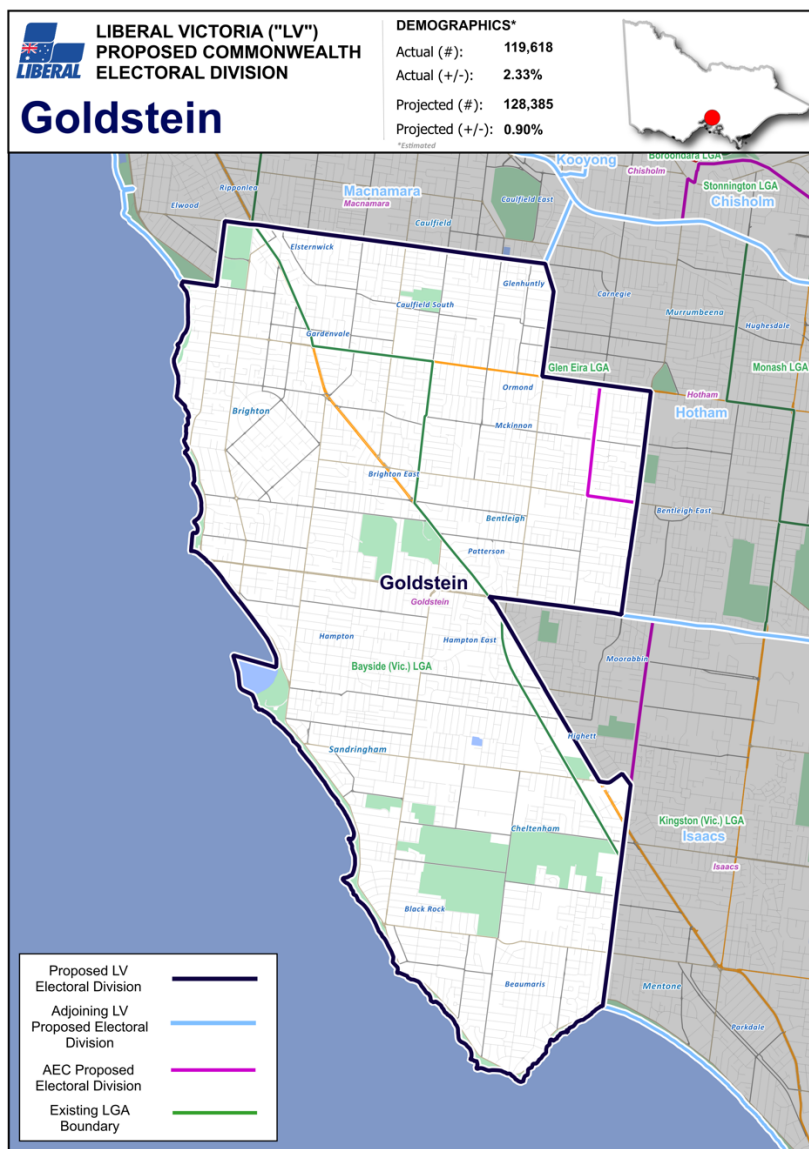 LIBERAL
LIBERAL VICTORIA ("LV")
PROPOSED COMMONWEALTH
ELECTORAL DIVISION
Goldstein
DEMOGRAPHICS*
Actual (#): 119,618
Actual (+/-): 2.33%
Projected (#): 128,385
Projected (+/-): 0.90%
*Estimated
Kooyong
Boroondara LGA
Chisholm
Stonnington LGA
Chisholm
Ripponlea
Macnamara
Macnamara
Elwood
Caulfield East
Caulfield
Elsternwick
Glenhuntly
Carnegie
Caulfield South
Murrumbeena
Hughesdale
Gardenvale
Glen Eira LGA
Monash LGA
Ormond
Hotham
Hotham
Brighton
Mckinnon
Brighton East
Bentleigh
Bentleigh East
Patterson
Goldstein
Goldstein
Hampton
Hampton East
Moorabbin
Bayside (Vic.) LGA
Highett
Sandringham
Kingston (Vic.) LGA
Cheltenham
Isaacs
Isaacs
Black Rock
Beaumaris
Mentone
Parkdale
Proposed LV
Electoral Division
Adjoining LV
Proposed Electoral
Division
AEC Proposed
Electoral Division
Existing LGA
Boundary